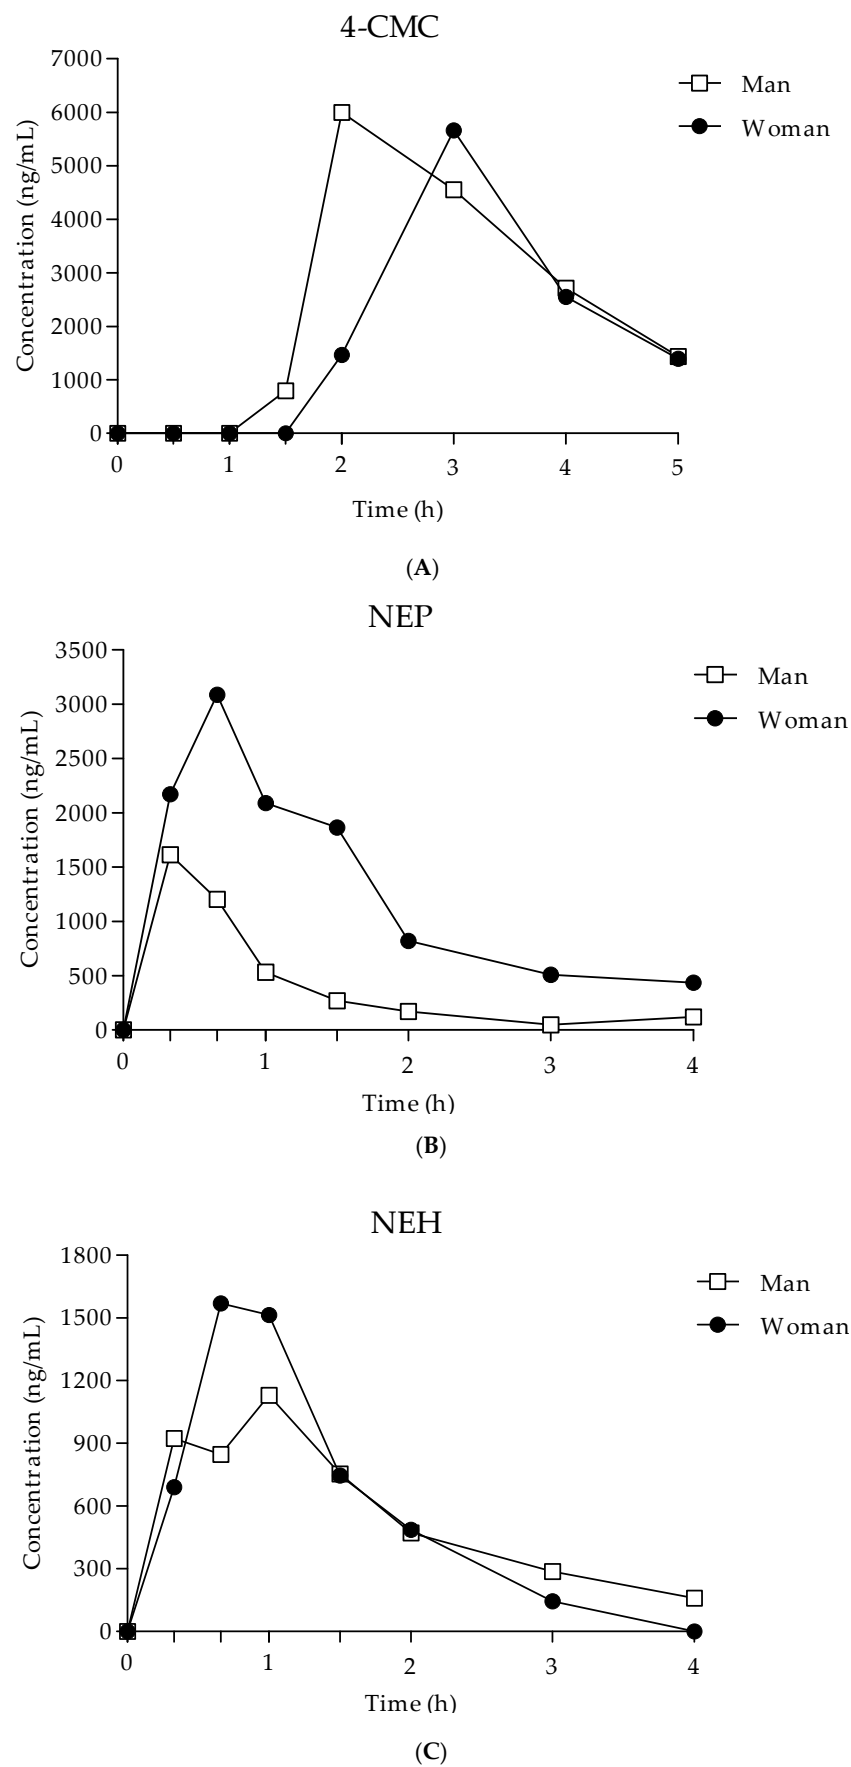 4-CMC
7000
6000
5000
4000
3000
2000
1000
0
Concentration (ng/mL)
Man
Woman
0 1 2 3 4 5
Time (h)
(A)
NEP
3500
3000
2500
2000
1500
1000
500
0
Concentration (ng/mL)
Man
Woman
0 1 2 3 4
Time (h)
(B)
NEH
1800
1500
1200
900
600
300
0
Concentration (ng/mL)
Man
Woman
0 1 2 3 4
Time (h)
(C)